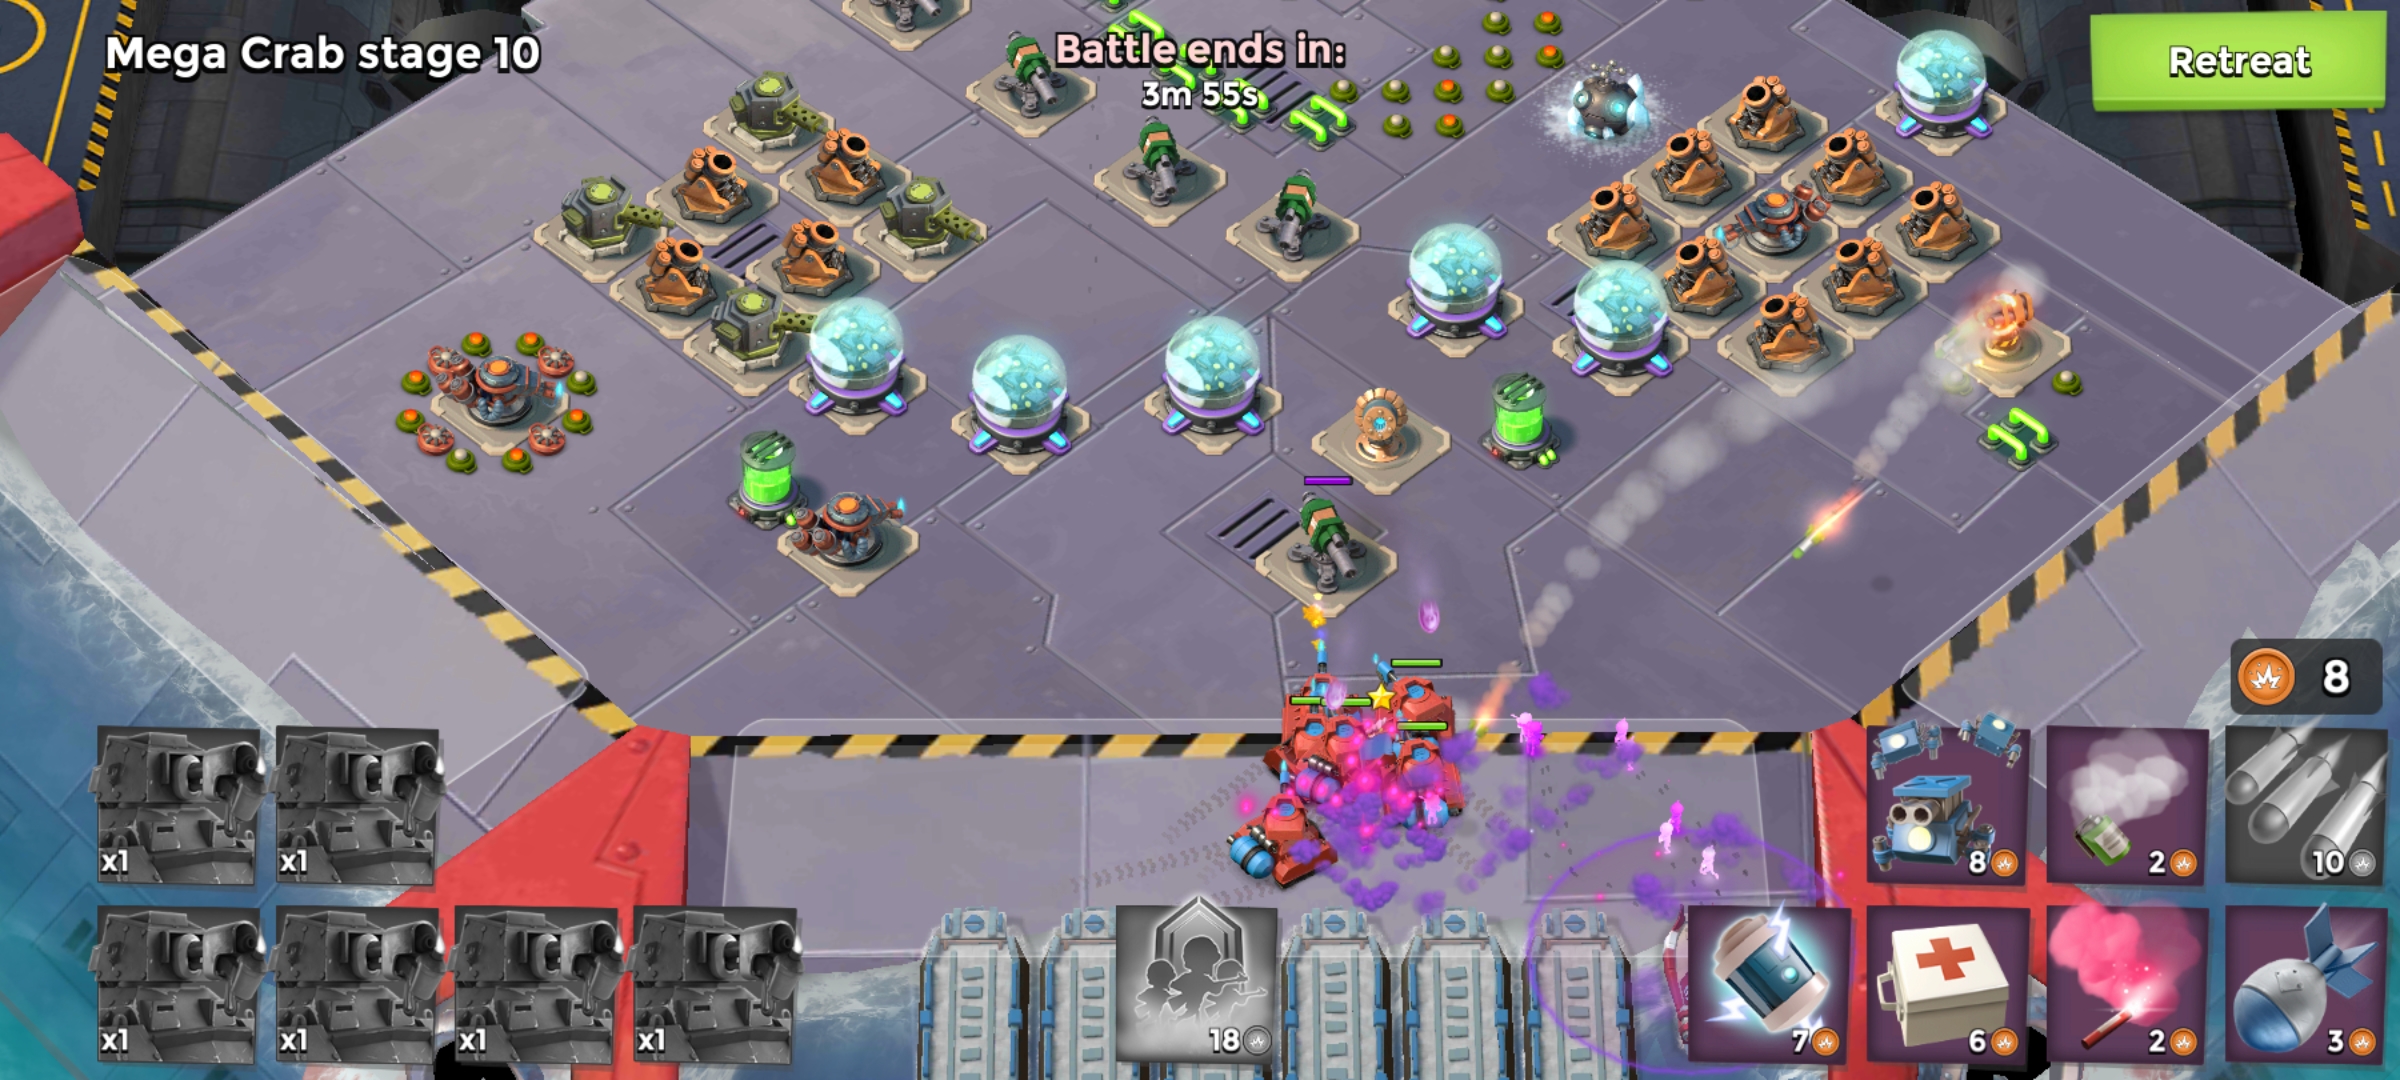 Mega Crab stage 10
Battle ends in:
3m 55s
Retreat
8
x1
x1
8
2
10
x1
x1
x1
x1
18
7
6
2
3